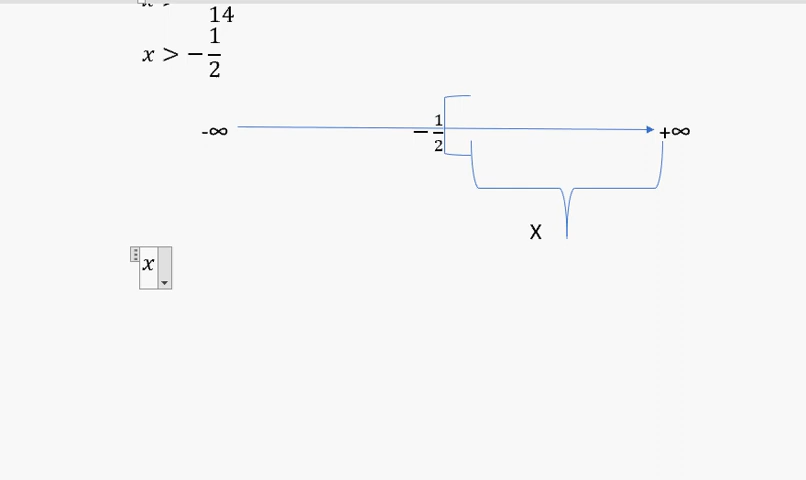 14
x > −1/2
-∞ −1/2 +∞
X
x